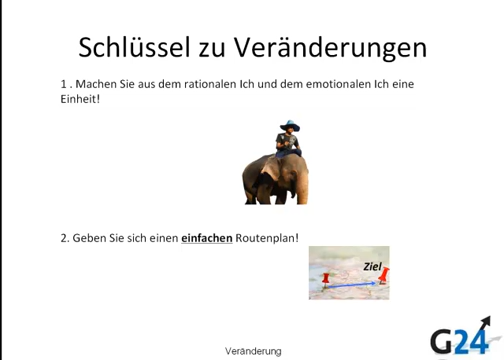 Schlüssel zu Veränderungen
1 . Machen Sie aus dem rationalen Ich und dem emotionalen Ich eine
Einheit!
2. Geben Sie sich einen einfachen Routenplan!
Ziel
G24
Veränderung